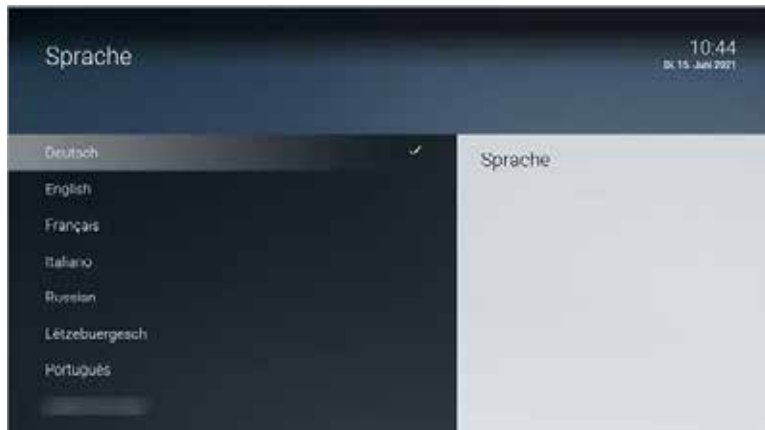 Sprache
10:44
Di. 15. Juni 2021
Deutsch
Sprache
English
Français
Italiano
Russian
Lëtzebuergesch
Português